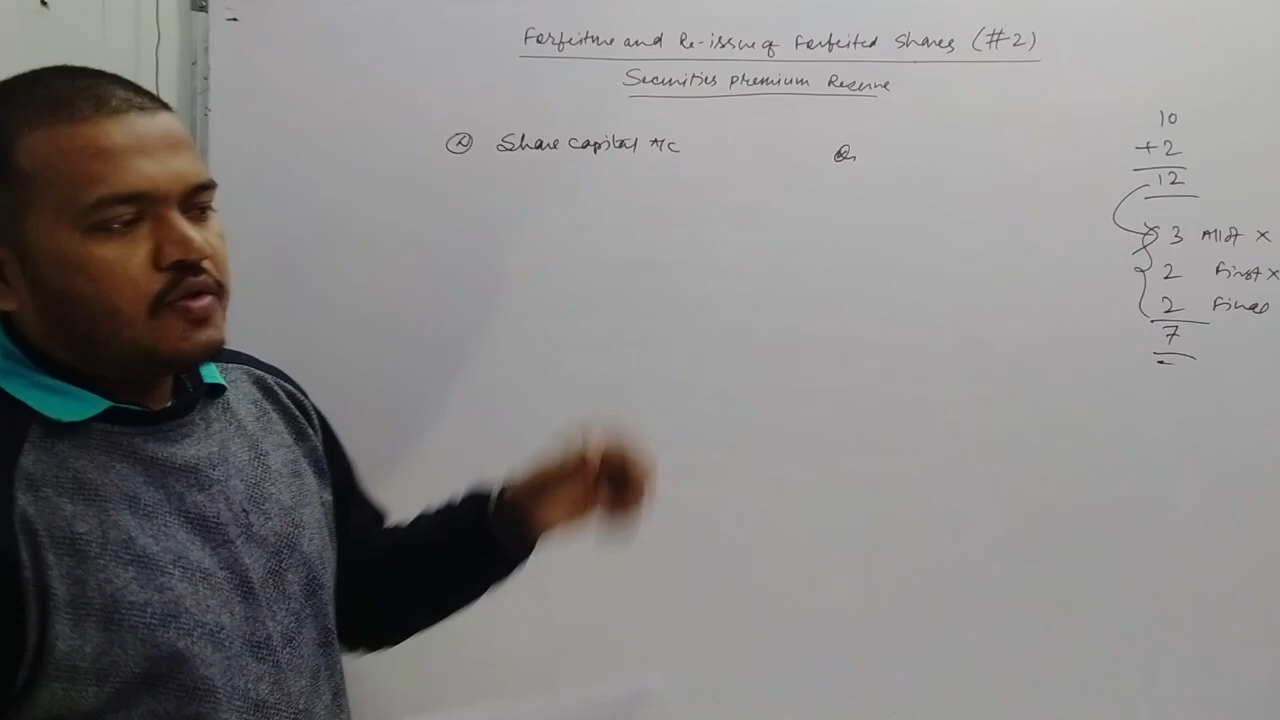 Forfeiture and Re-issue of Forfeited Shares (#2)
Securities premium Reserve
Share capital A/c
10
+2
12
3 Allot x
2 First x
2 Final
7